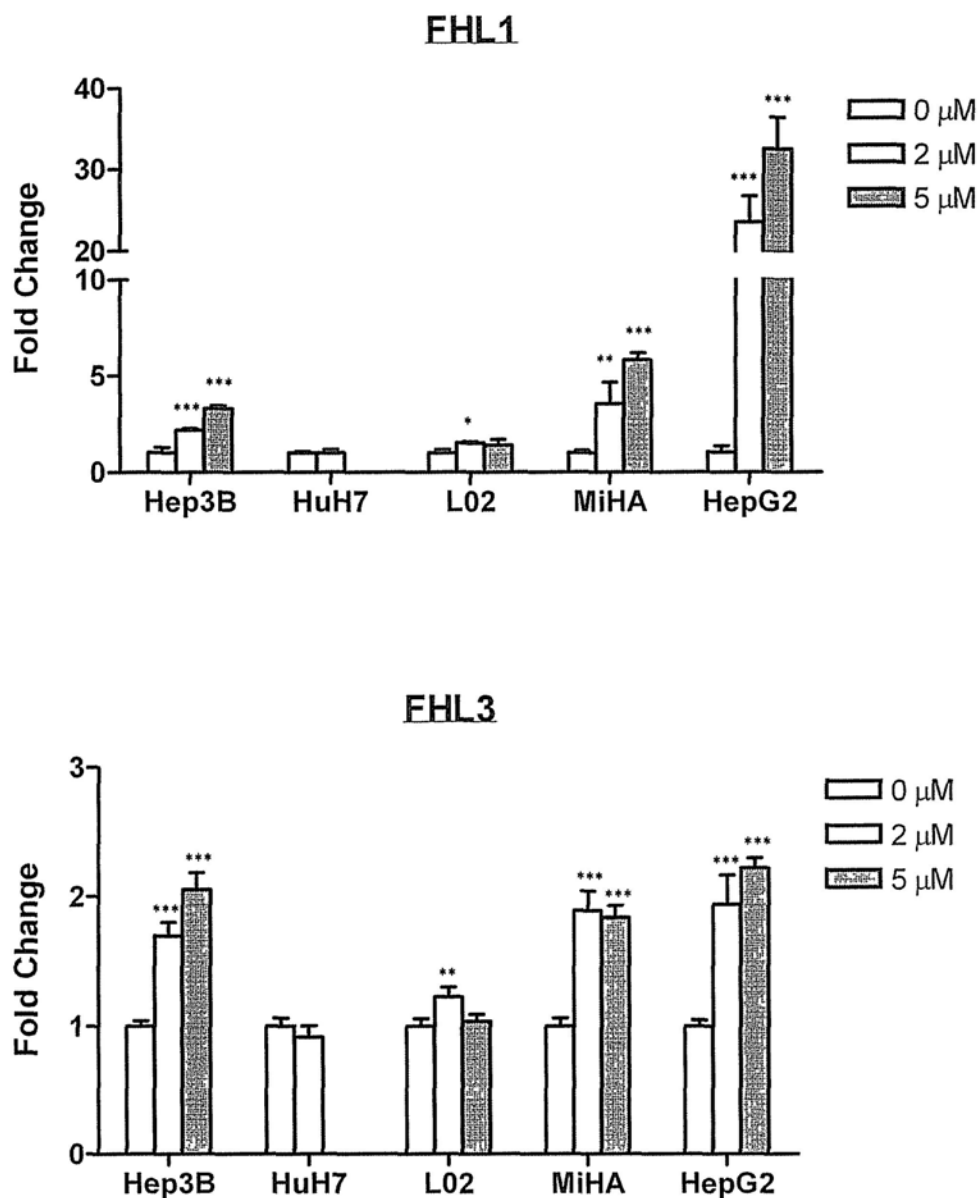 FHL1
40
30
20
10
5
0
Fold Change
***
***
*
**
***
***
***
0 μM
2 μM
5 μM
Hep3B HuH7 L02 MiHA HepG2
FHL3
3
2
1
0
Fold Change
***
***
**
***
***
***
***
0 μM
2 μM
5 μM
Hep3B HuH7 L02 MiHA HepG2